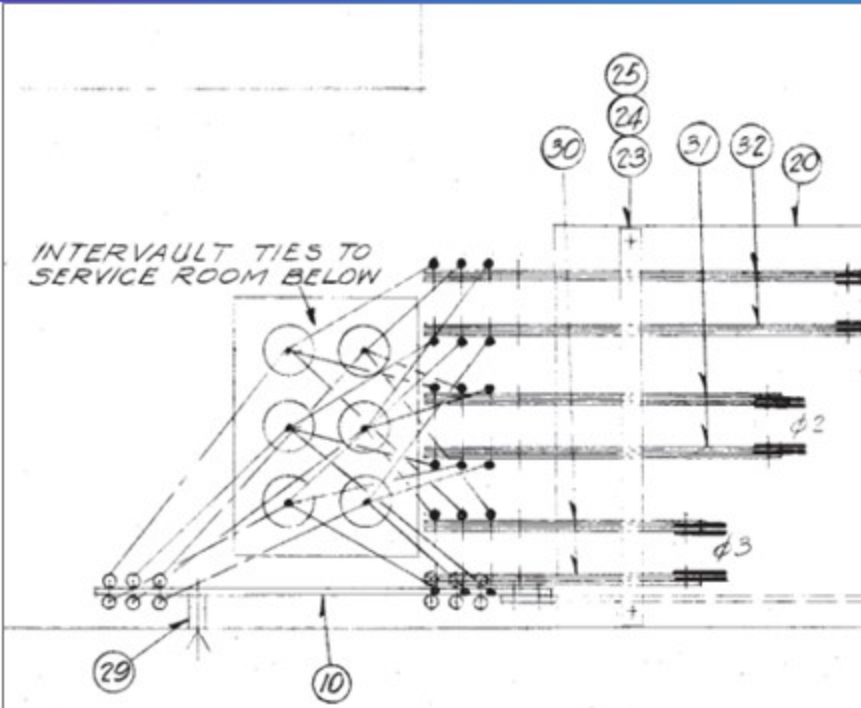 25
24
23
30
31
32
20
INTERVAULT TIES TO
SERVICE ROOM BELOW
φ2
φ3
29
10